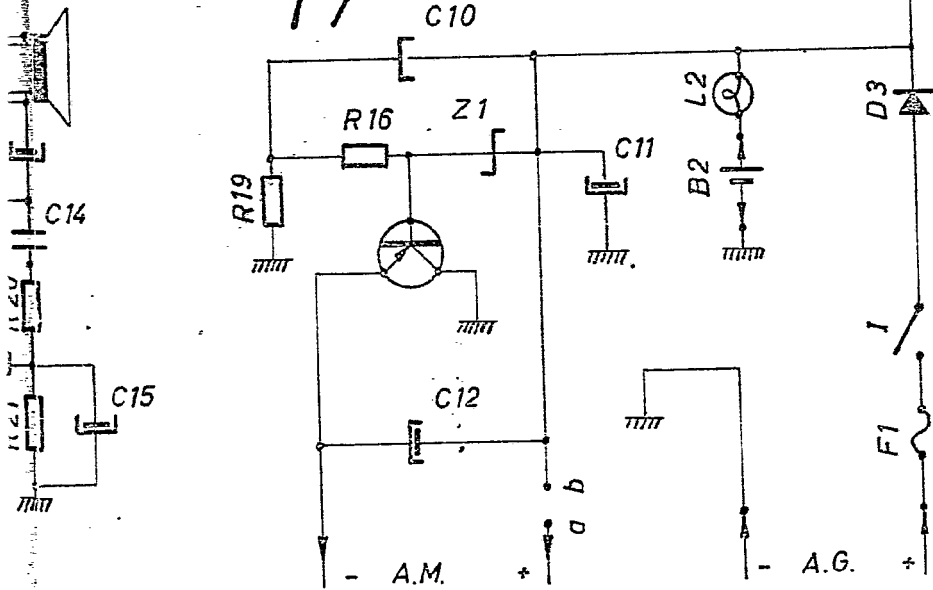 C10
L2
D3
R16
Z1
C11
B2
R19
C14
I
C15
C12
F1
a b
- A.M. +
- A.G. +